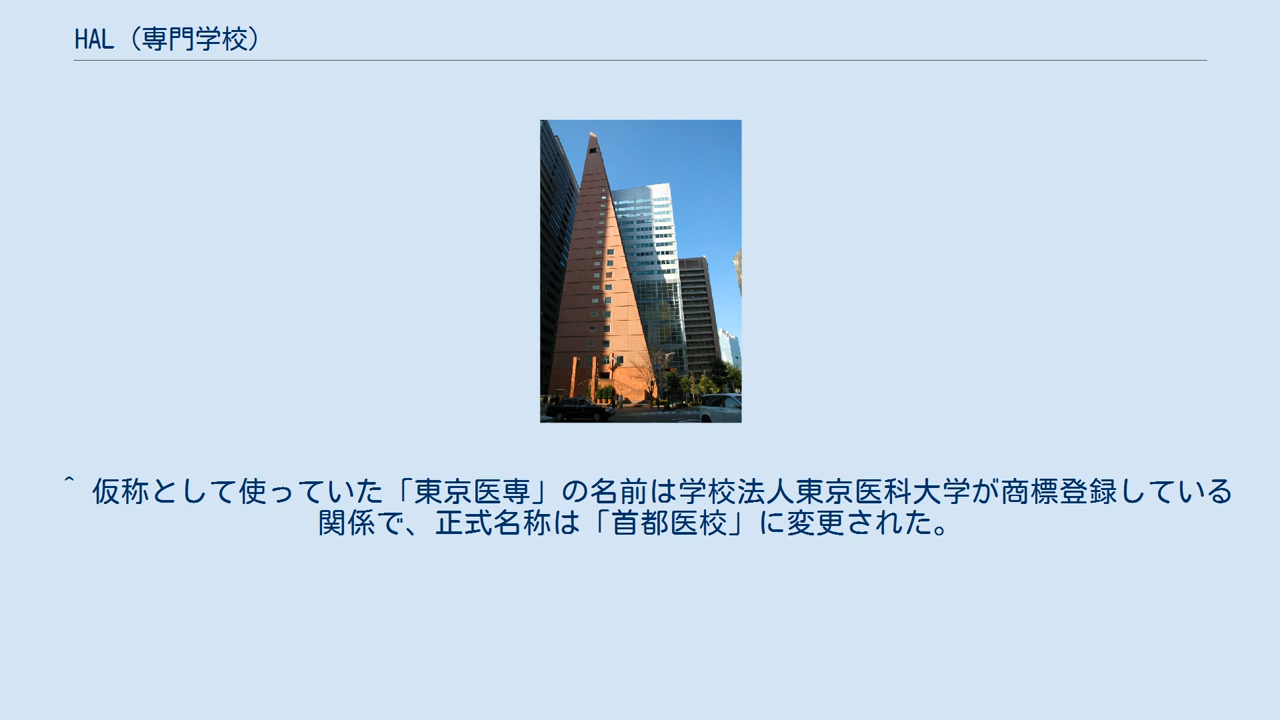 HAL（専門学校）
^ 仮称として使っていた「東京医専」の名前は学校法人東京医科大学が商標登録している
関係で、正式名称は「首都医校」に変更された。